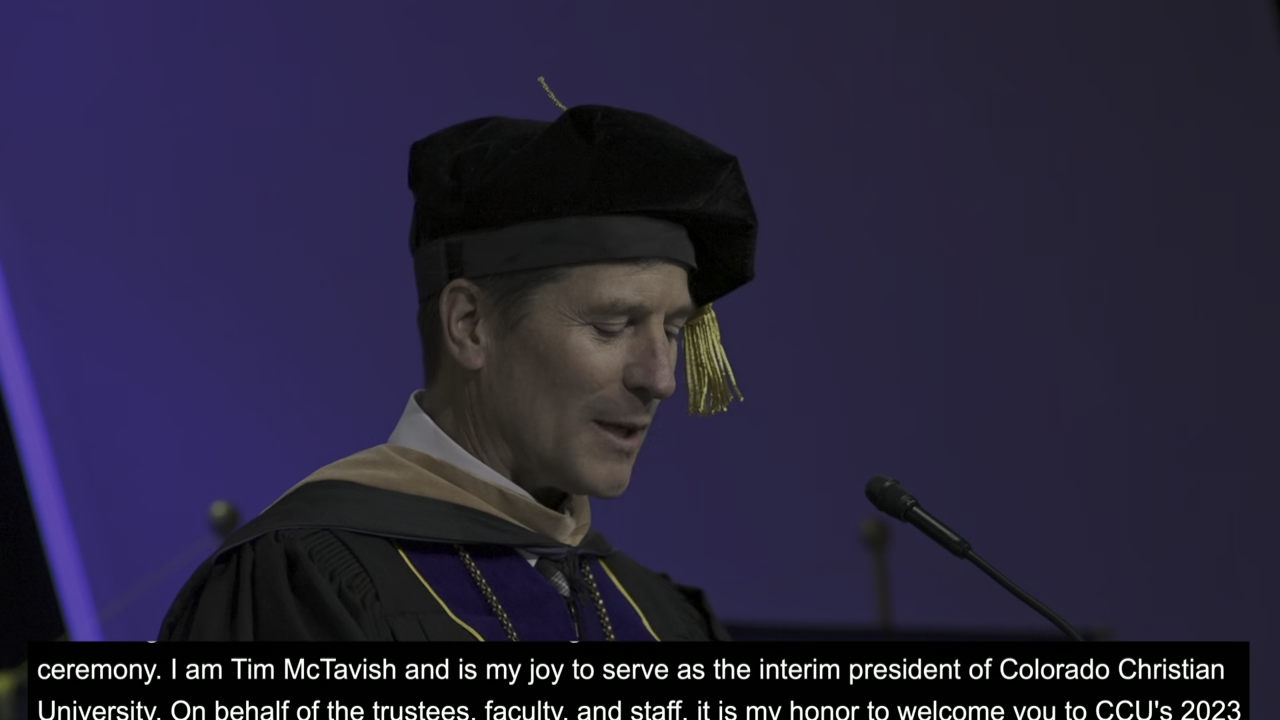 ceremony. I am Tim McTavish and is my joy to serve as the interim president of Colorado Christian
University. On behalf of the trustees, faculty, and staff, it is my honor to welcome you to CCU's 2023